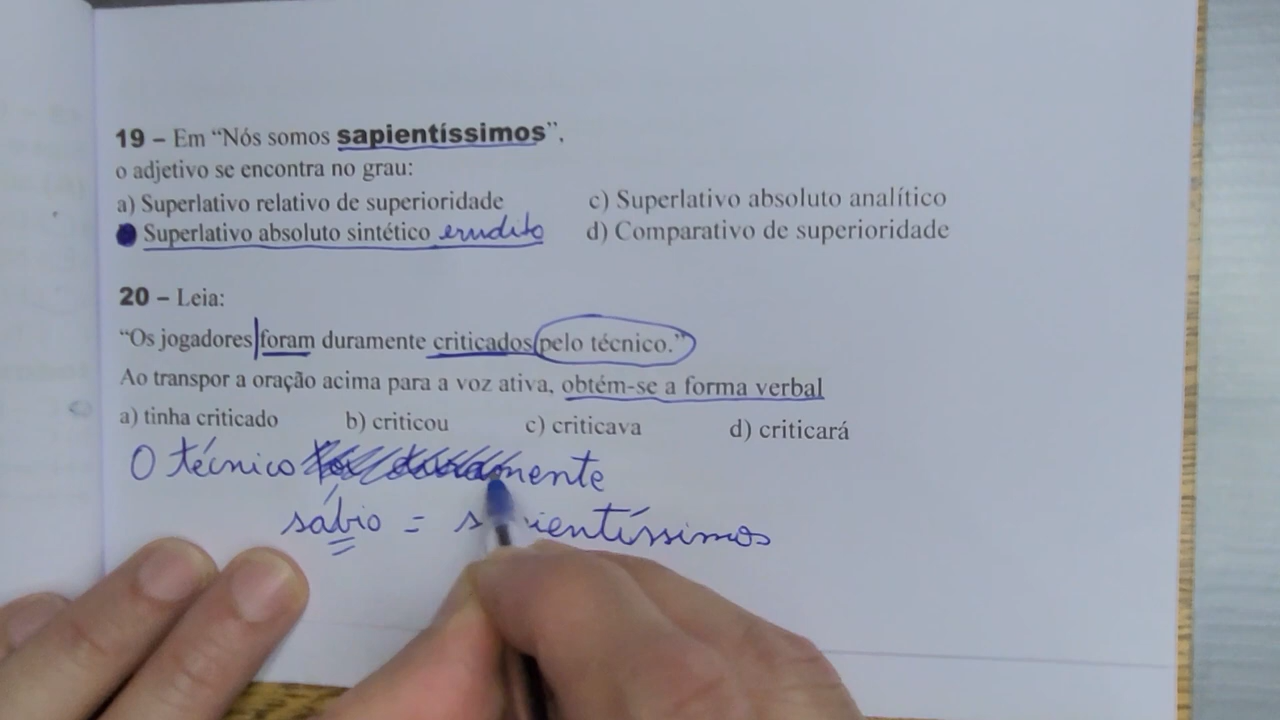 19 – Em “Nós somos sapientíssimos”,
o adjetivo se encontra no grau:
a) Superlativo relativo de superioridade
c) Superlativo absoluto analítico
Superlativo absoluto sintético erudito
d) Comparativo de superioridade
20 – Leia:
“Os jogadores foram duramente criticados pelo técnico.”
Ao transpor a oração acima para a voz ativa, obtém-se a forma verbal
a) tinha criticado b) criticou c) criticava d) criticará
O técnico
sábio =